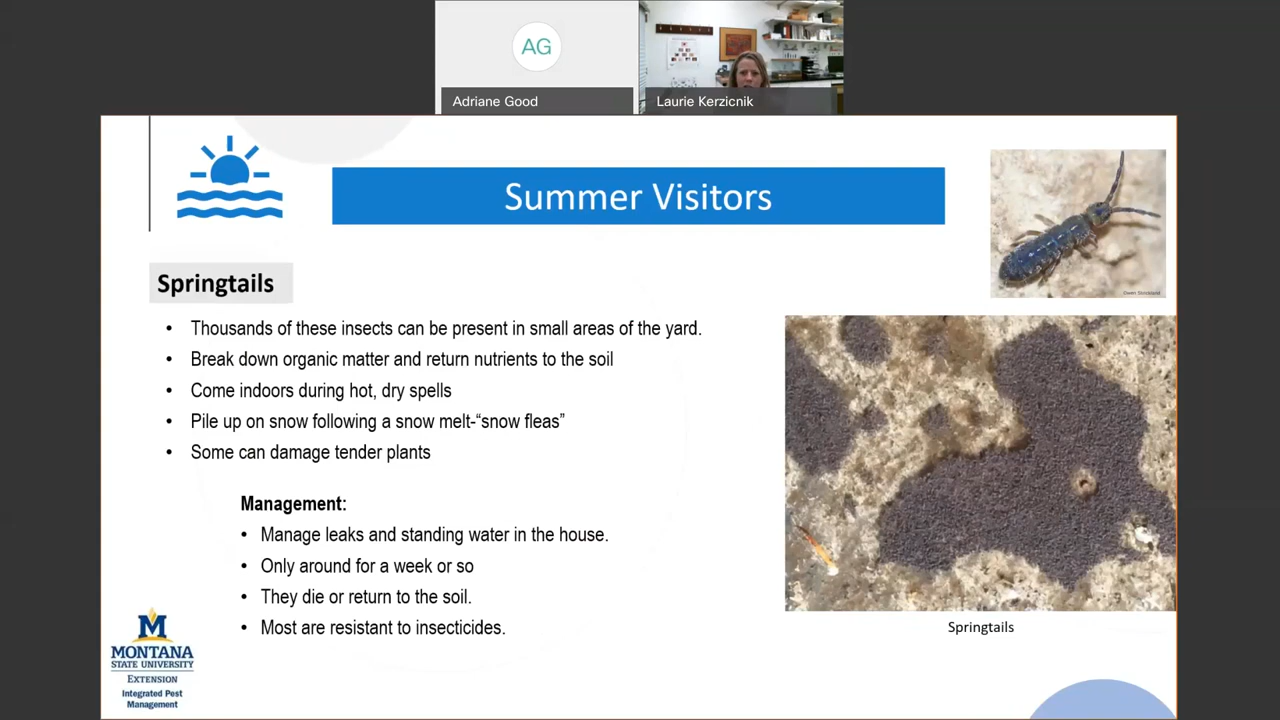 AG
Adriane Good
Laurie Kerzicnik
Summer Visitors
Owen Strickland
Springtails
• Thousands of these insects can be present in small areas of the yard.
• Break down organic matter and return nutrients to the soil
• Come indoors during hot, dry spells
• Pile up on snow following a snow melt-“snow fleas”
• Some can damage tender plants
Management:
• Manage leaks and standing water in the house.
• Only around for a week or so
• They die or return to the soil.
• Most are resistant to insecticides.
Springtails
M
MONTANA
STATE UNIVERSITY
EXTENSION
Integrated Pest
Management